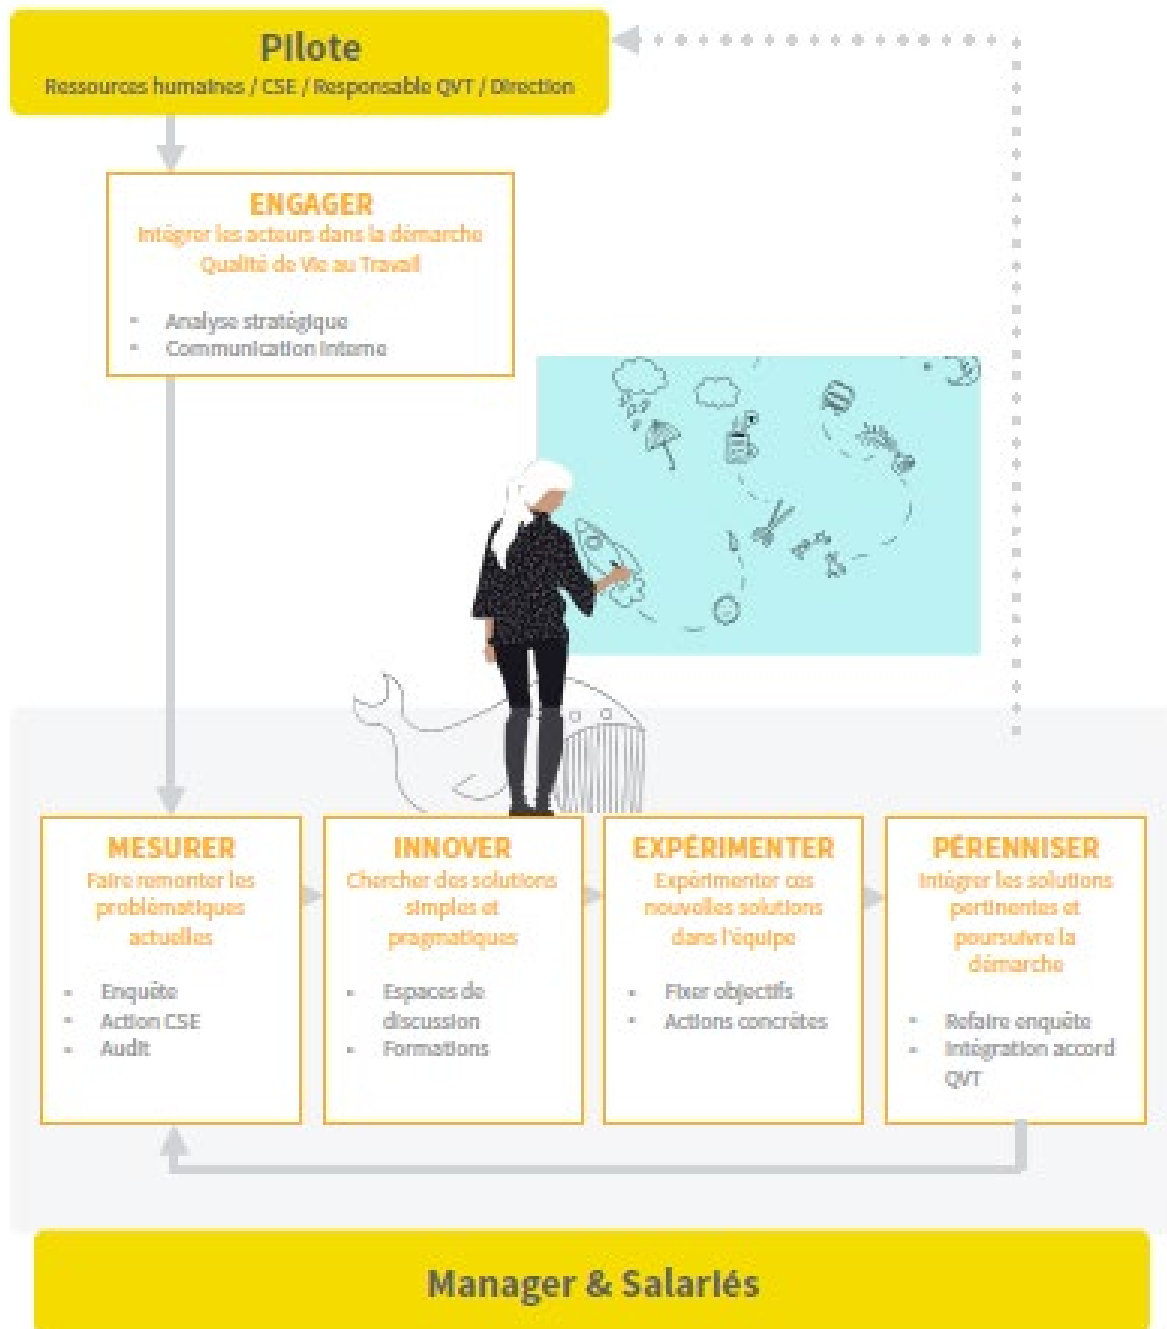 Pilote
Ressources humaines / CSE / Responsable QVT / Direction
ENGAGER
Intégrer les acteurs dans la démarche
Qualité de Vie au Travail
- Analyse stratégique
- Communication interne
MESURER
Faire remonter les
problématiques
actuelles
- Enquête
- Action CSE
- Audit
INNOVER
Chercher des solutions
simples et
pragmatiques
- Espaces de
discussion
- Formations
EXPÉRIMENTER
Expérimenter ces
nouvelles solutions
dans l'équipe
- Fixer objectifs
- Actions concrètes
PÉRENNISER
Intégrer les solutions
pertinentes et
poursuivre la
démarche
- Refaire enquête
- Intégration accord
QVT
Manager & Salariés